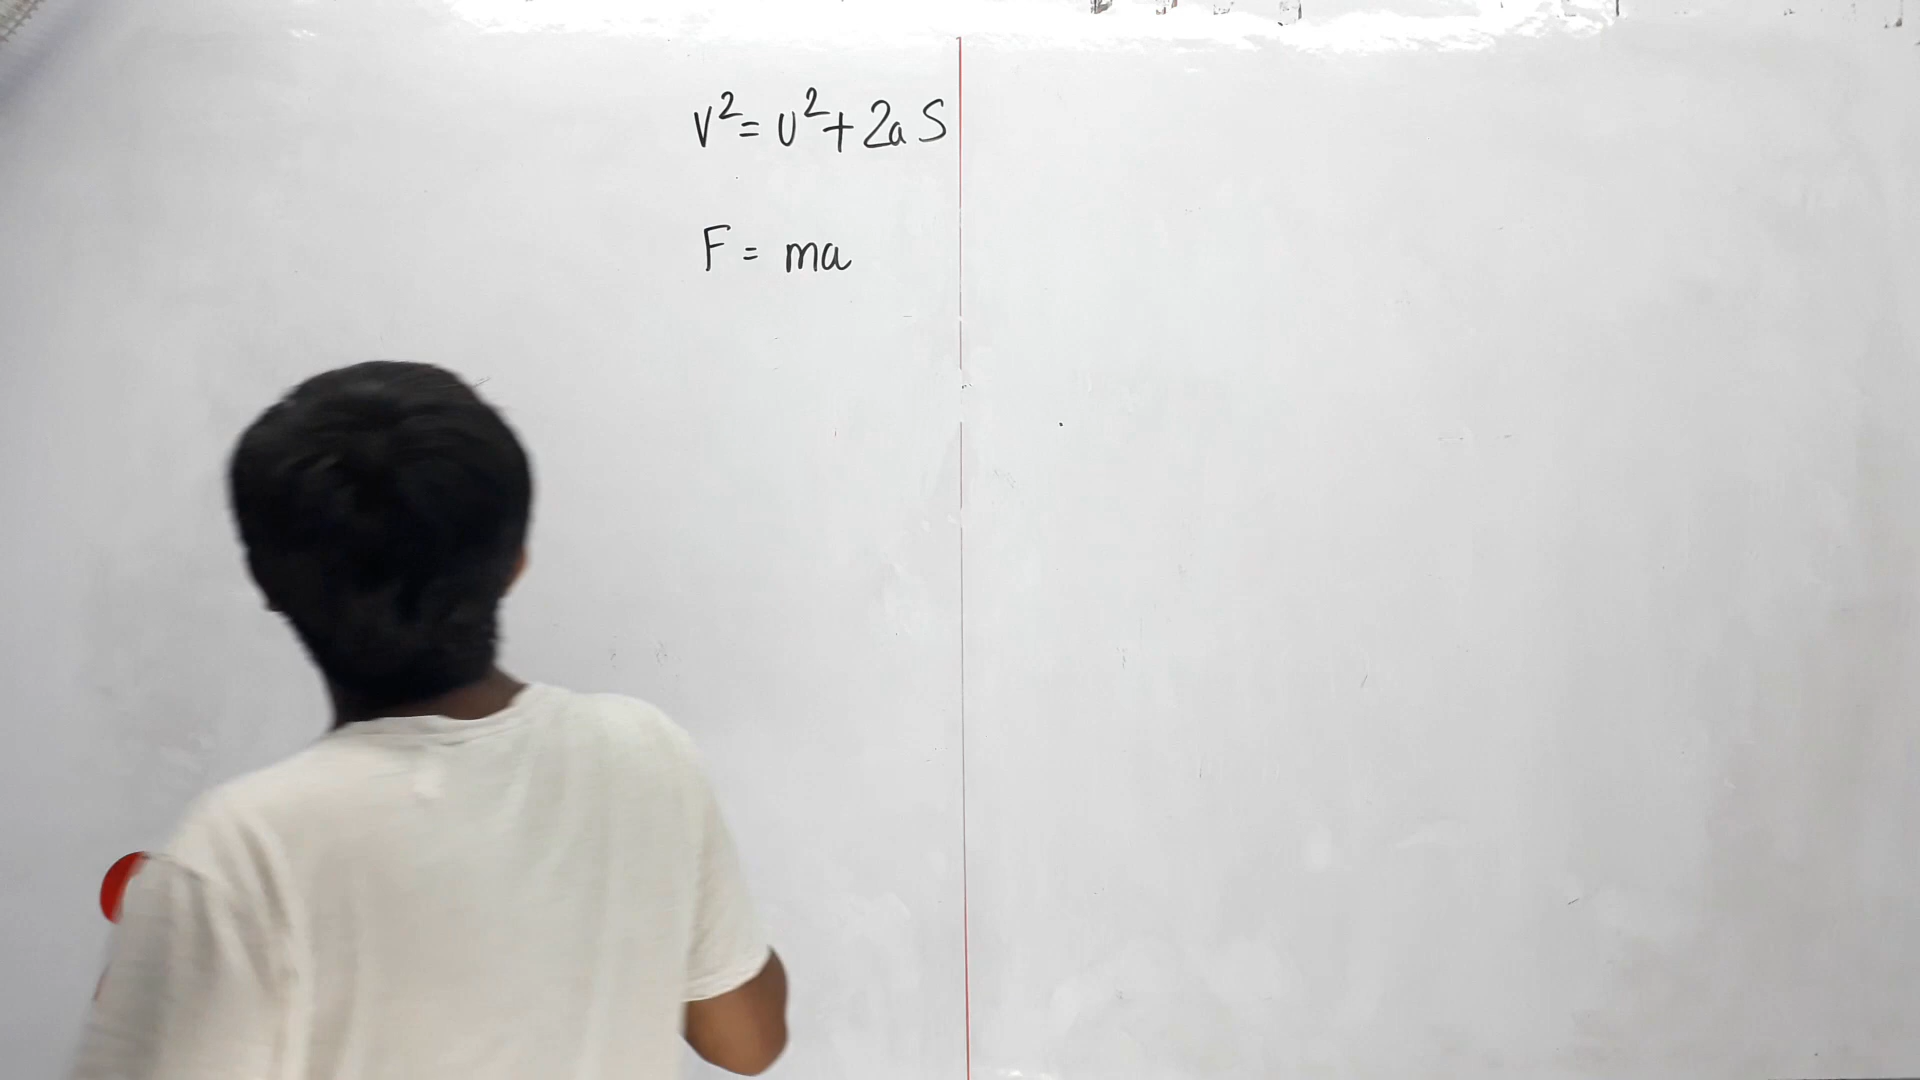 V² = U² + 2aS
F = ma